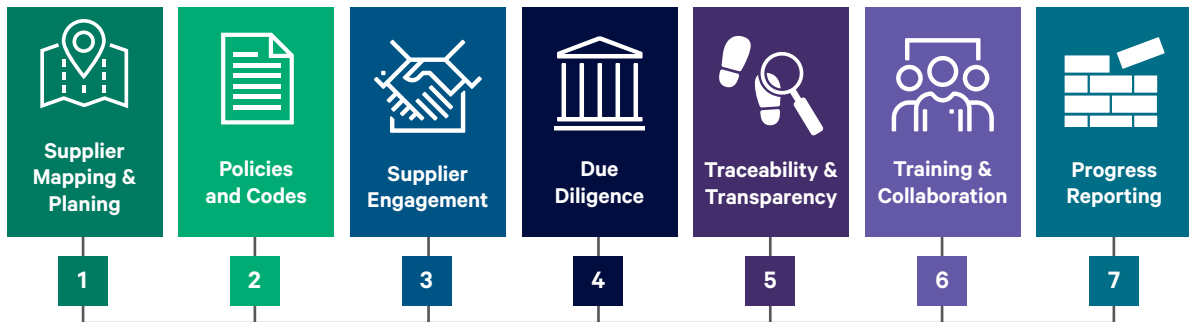 Supplier
Mapping &
Planing
Policies
and Codes
Supplier
Engagement
Due
Diligence
Traceability &
Transparency
Training &
Collaboration
Progress
Reporting
1
2
3
4
5
6
7